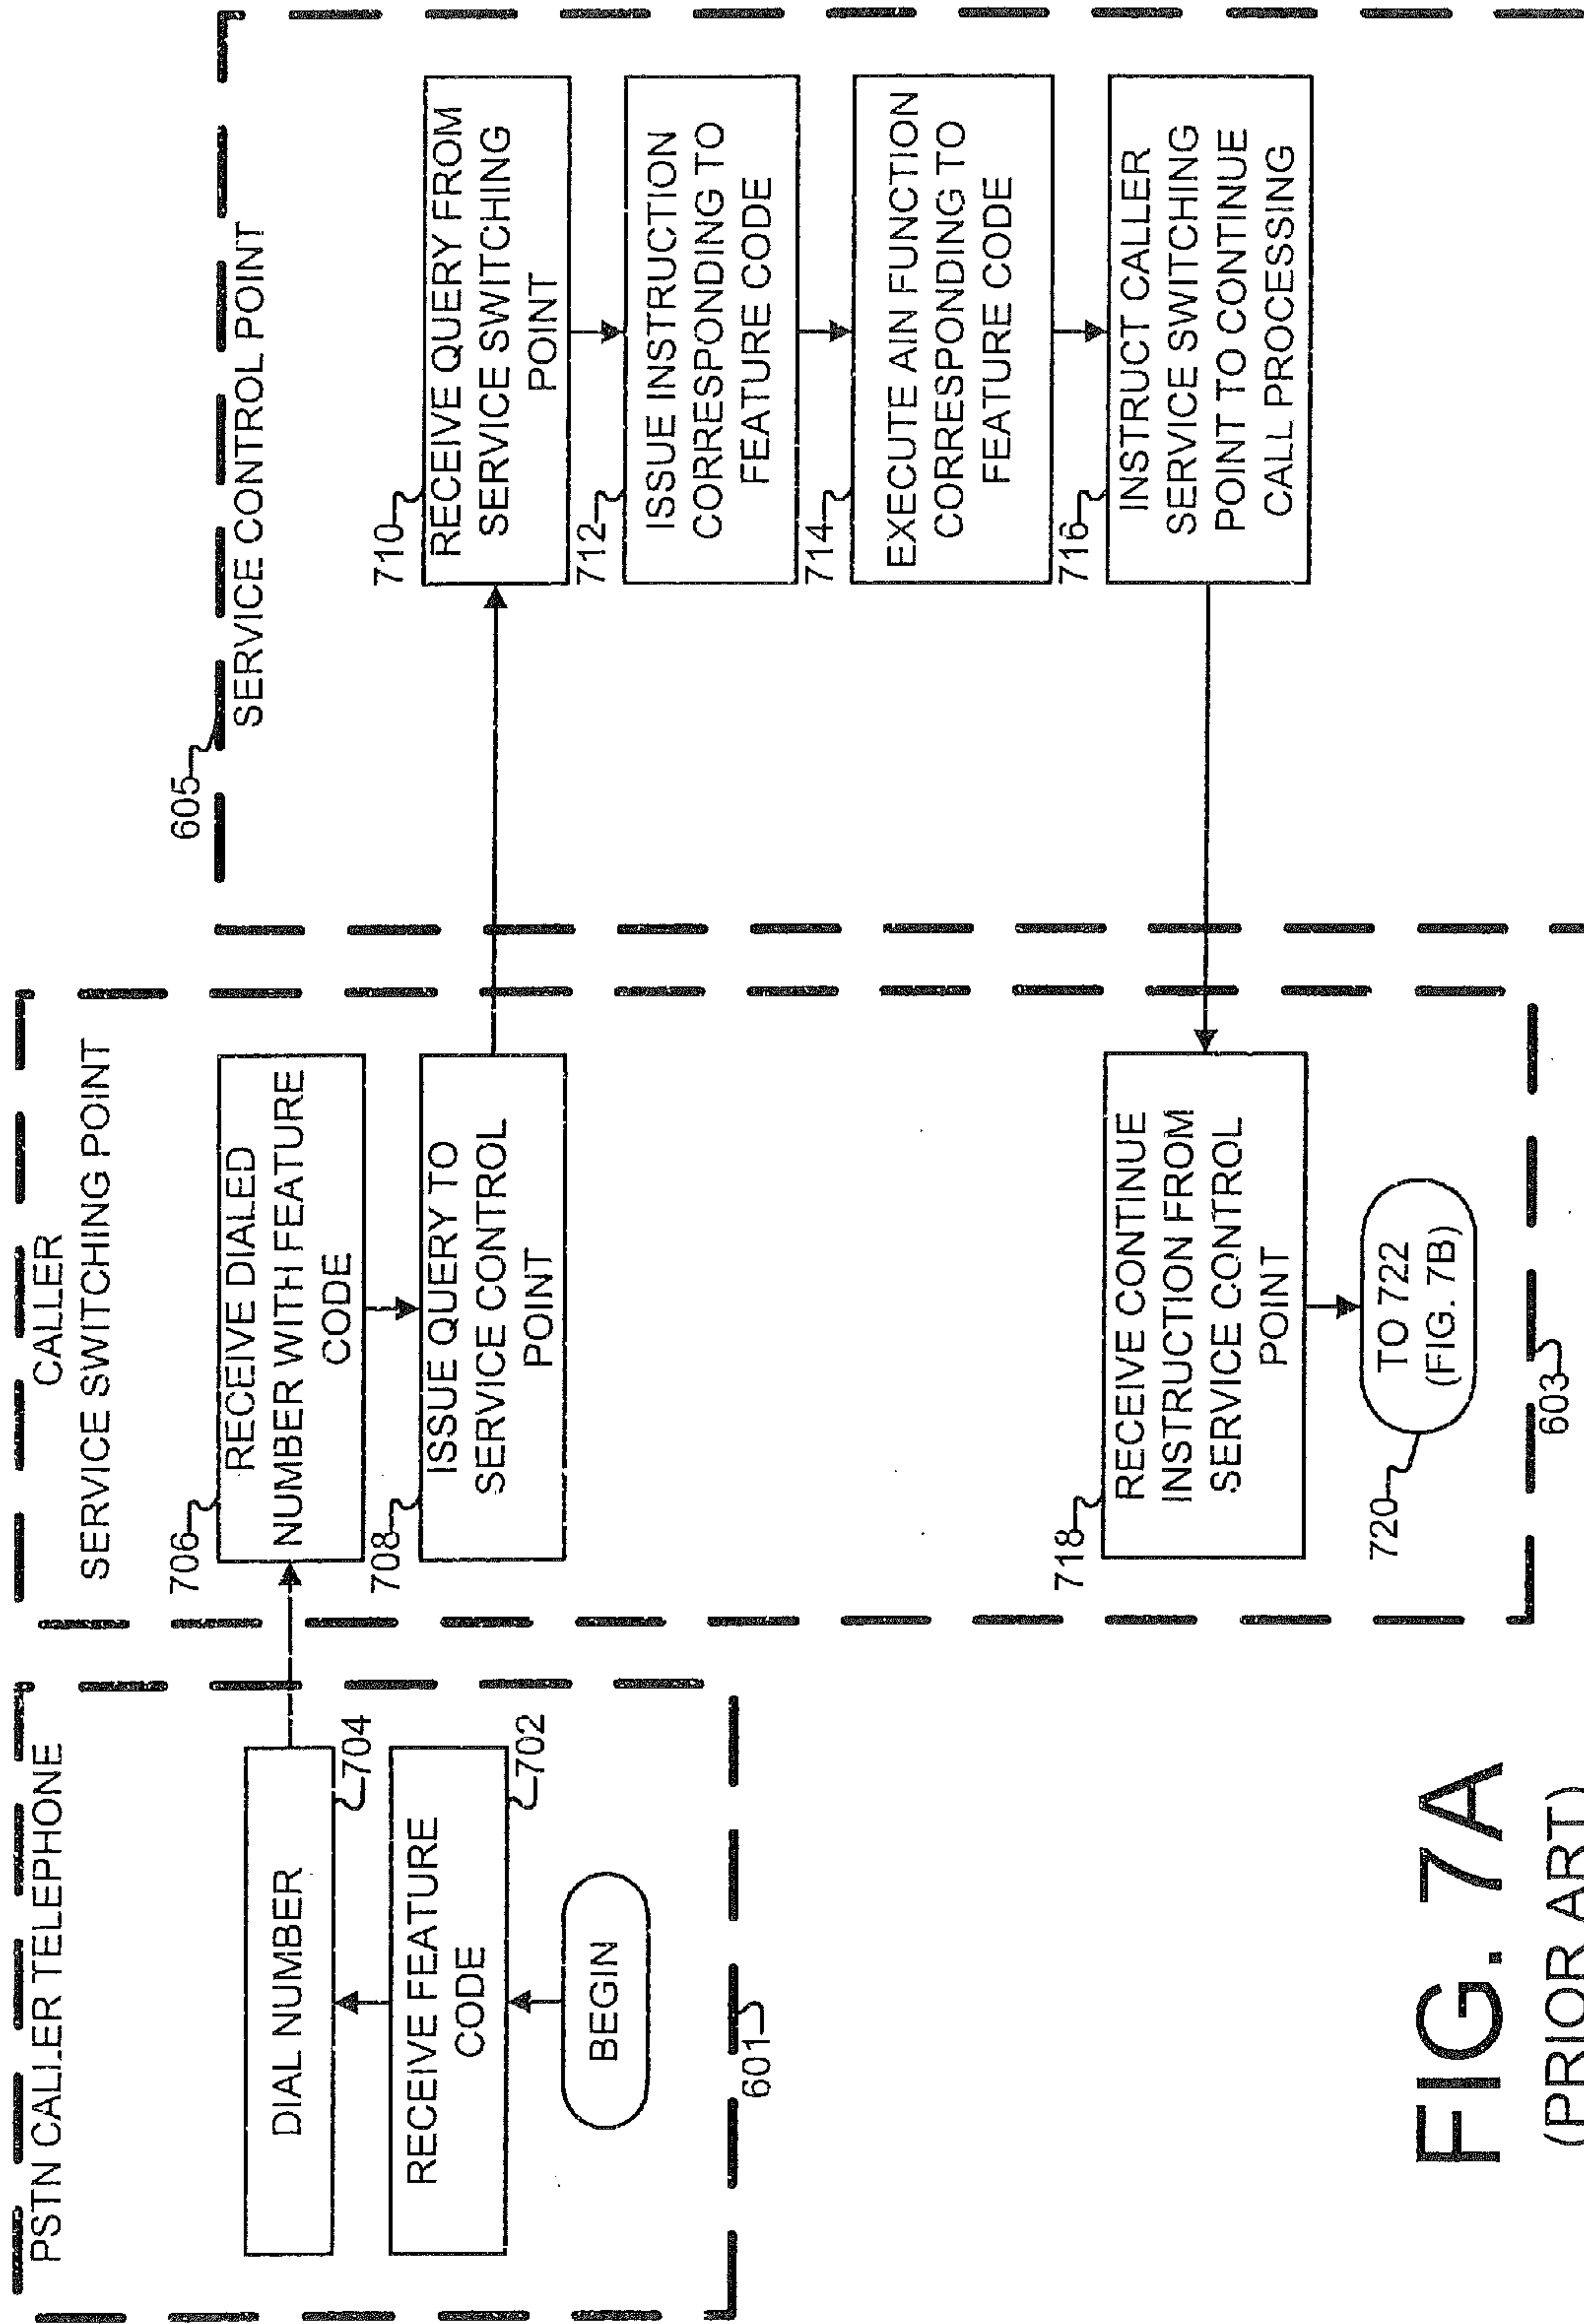 PSTN CALLER TELEPHONE
DIAL NUMBER
704
RECEIVE FEATURE
CODE
702
BEGIN
601
CALLER
SERVICE SWITCHING POINT
706
RECEIVE DIALED
NUMBER WITH FEATURE
CODE
708
ISSUE QUERY TO
SERVICE CONTROL
POINT
718
RECEIVE CONTINUE
INSTRUCTION FROM
SERVICE CONTROL
POINT
720
TO 722
(FIG. 7B)
603
605
SERVICE CONTROL POINT
710
RECEIVE QUERY FROM
SERVICE SWITCHING
POINT
712
ISSUE INSTRUCTION
CORRESPONDING TO
FEATURE CODE
714
EXECUTE AIN FUNCTION
CORRESPONDING TO
FEATURE CODE
716
INSTRUCT CALLER
SERVICE SWITCHING
POINT TO CONTINUE
CALL PROCESSING
FIG. 7A
(PRIOR ART)